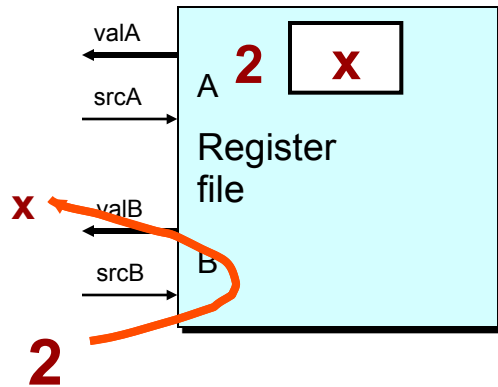 valA
2 x
A
srcA
Register
file
x
valB
B
srcB
2